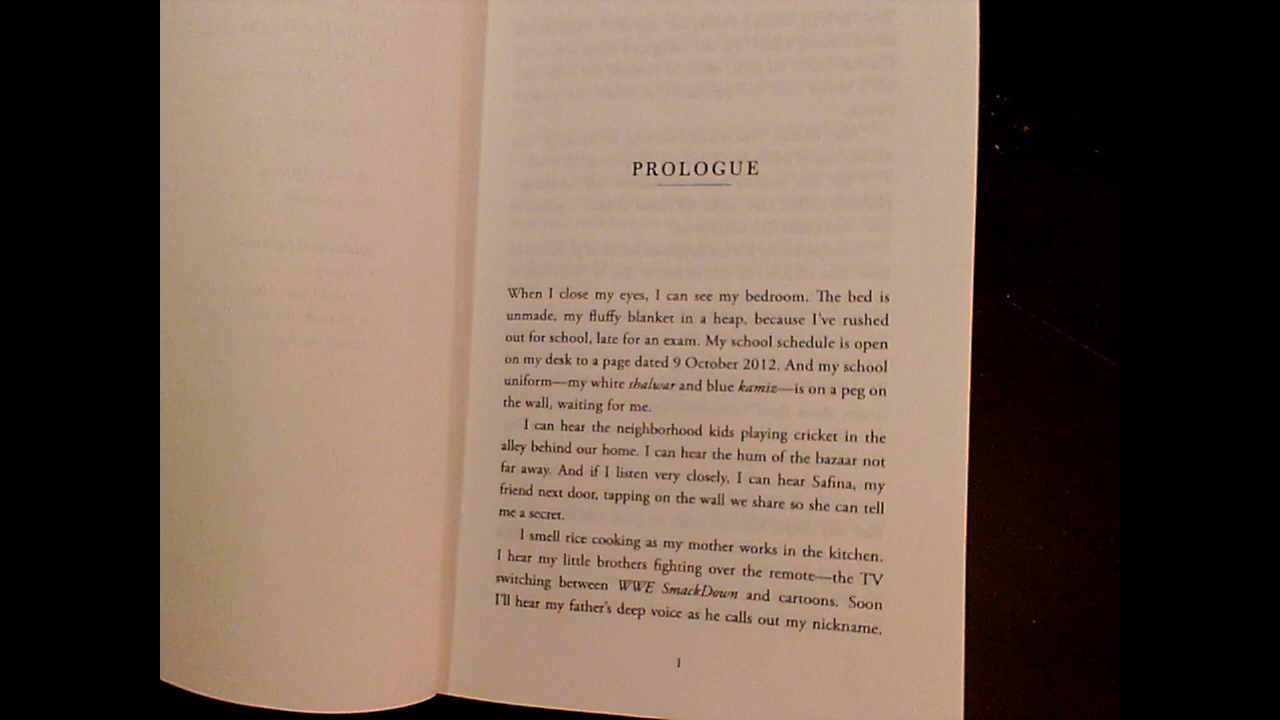 PROLOGUE
When I close my eyes, I can see my bedroom. The bed is
unmade, my fluffy blanket in a heap, because I've rushed
out for school, late for an exam. My school schedule is open
on my desk to a page dated 9 October 2012. And my school
uniform—my white shalwar and blue kamiz—is on a peg on
the wall, waiting for me.
I can hear the neighborhood kids playing cricket in the
alley behind our home. I can hear the hum of the bazaar not
far away. And if I listen very closely, I can hear Safina, my
friend next door, tapping on the wall we share so she can tell
me a secret.
I smell rice cooking as my mother works in the kitchen.
I hear my little brothers fighting over the remote—the TV
switching between WWE SmackDown and cartoons. Soon
I'll hear my father's deep voice as he calls out my nickname,
1